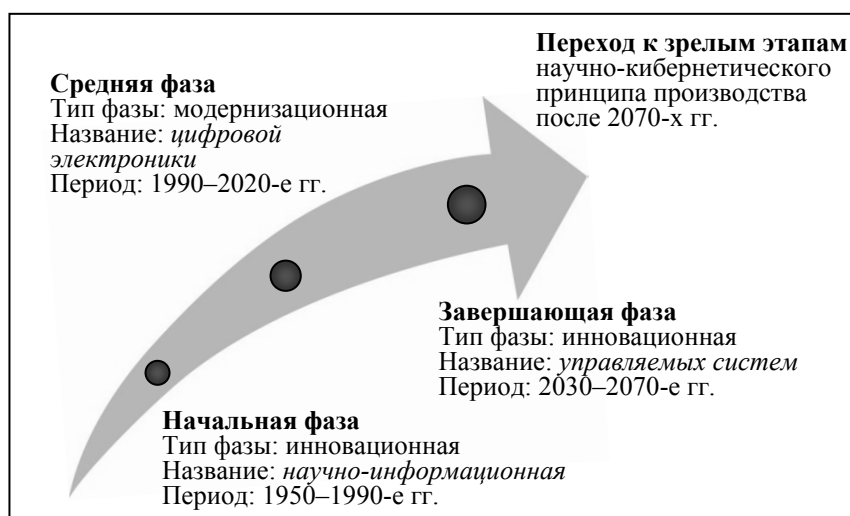 Переход к зрелым этапам
научно-кибернетического
принципа производства
после 2070-х гг.
Средняя фаза
Тип фазы: модернизационная
Название: цифровой
электроники
Период: 1990–2020-е гг.
Завершающая фаза
Тип фазы: инновационная
Название: управляемых систем
Период: 2030–2070-е гг.
Начальная фаза
Тип фазы: инновационная
Название: научно-информационная
Период: 1950–1990-е гг.